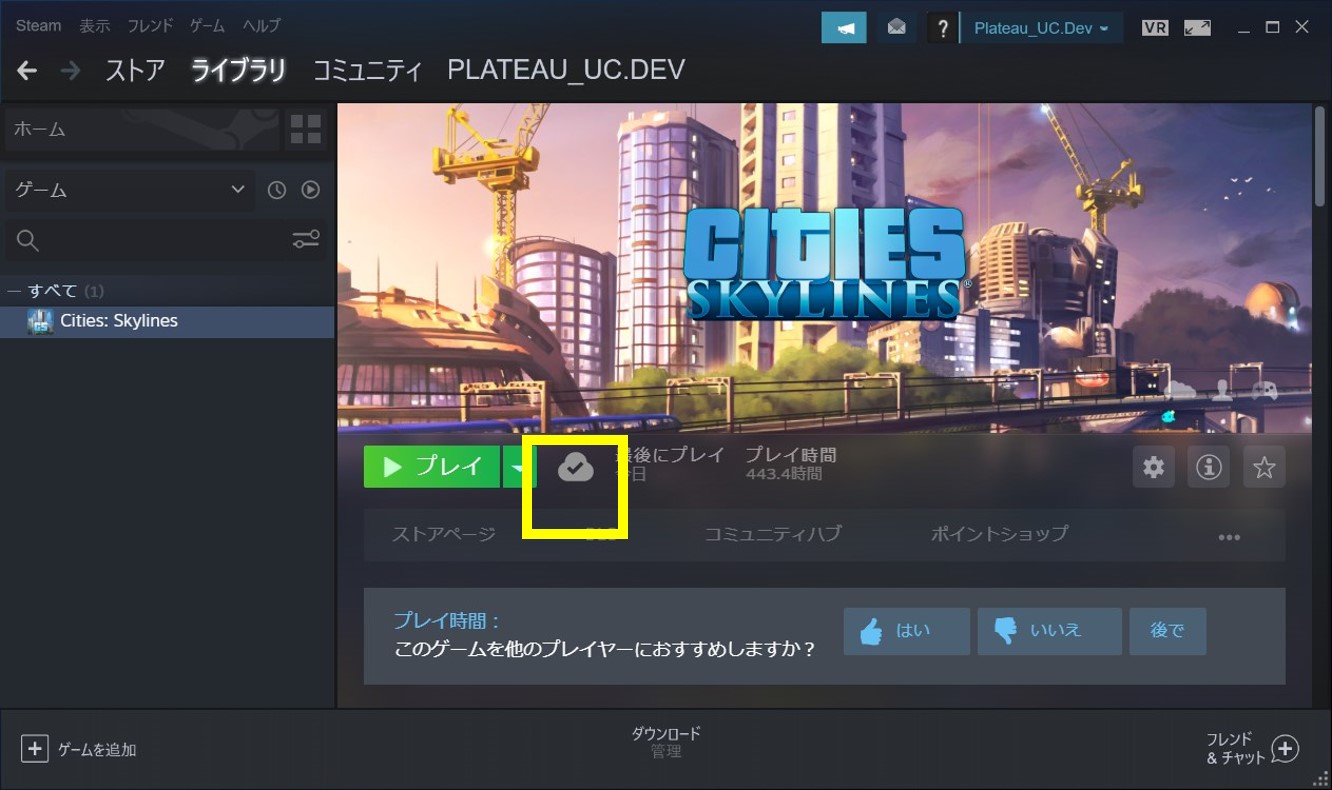 Steam 表示 フレンド ゲーム ヘルプ
? Plateau_UC.Dev VR
ストア ライブラリ コミュニティ PLATEAU_UC.DEV
ホーム
ゲーム
すべて (1)
Cities: Skylines
CS
CITIES
SKYLINES®
プレイ
最後にプレイ
今日
プレイ時間
443.4時間
ストアページ コミュニティハブ ポイントショップ ...
プレイ時間：
このゲームを他のプレイヤーにおすすめしますか？
はい いいえ 後で
ゲームを追加
ダウンロード
管理
フレンド
& チャット